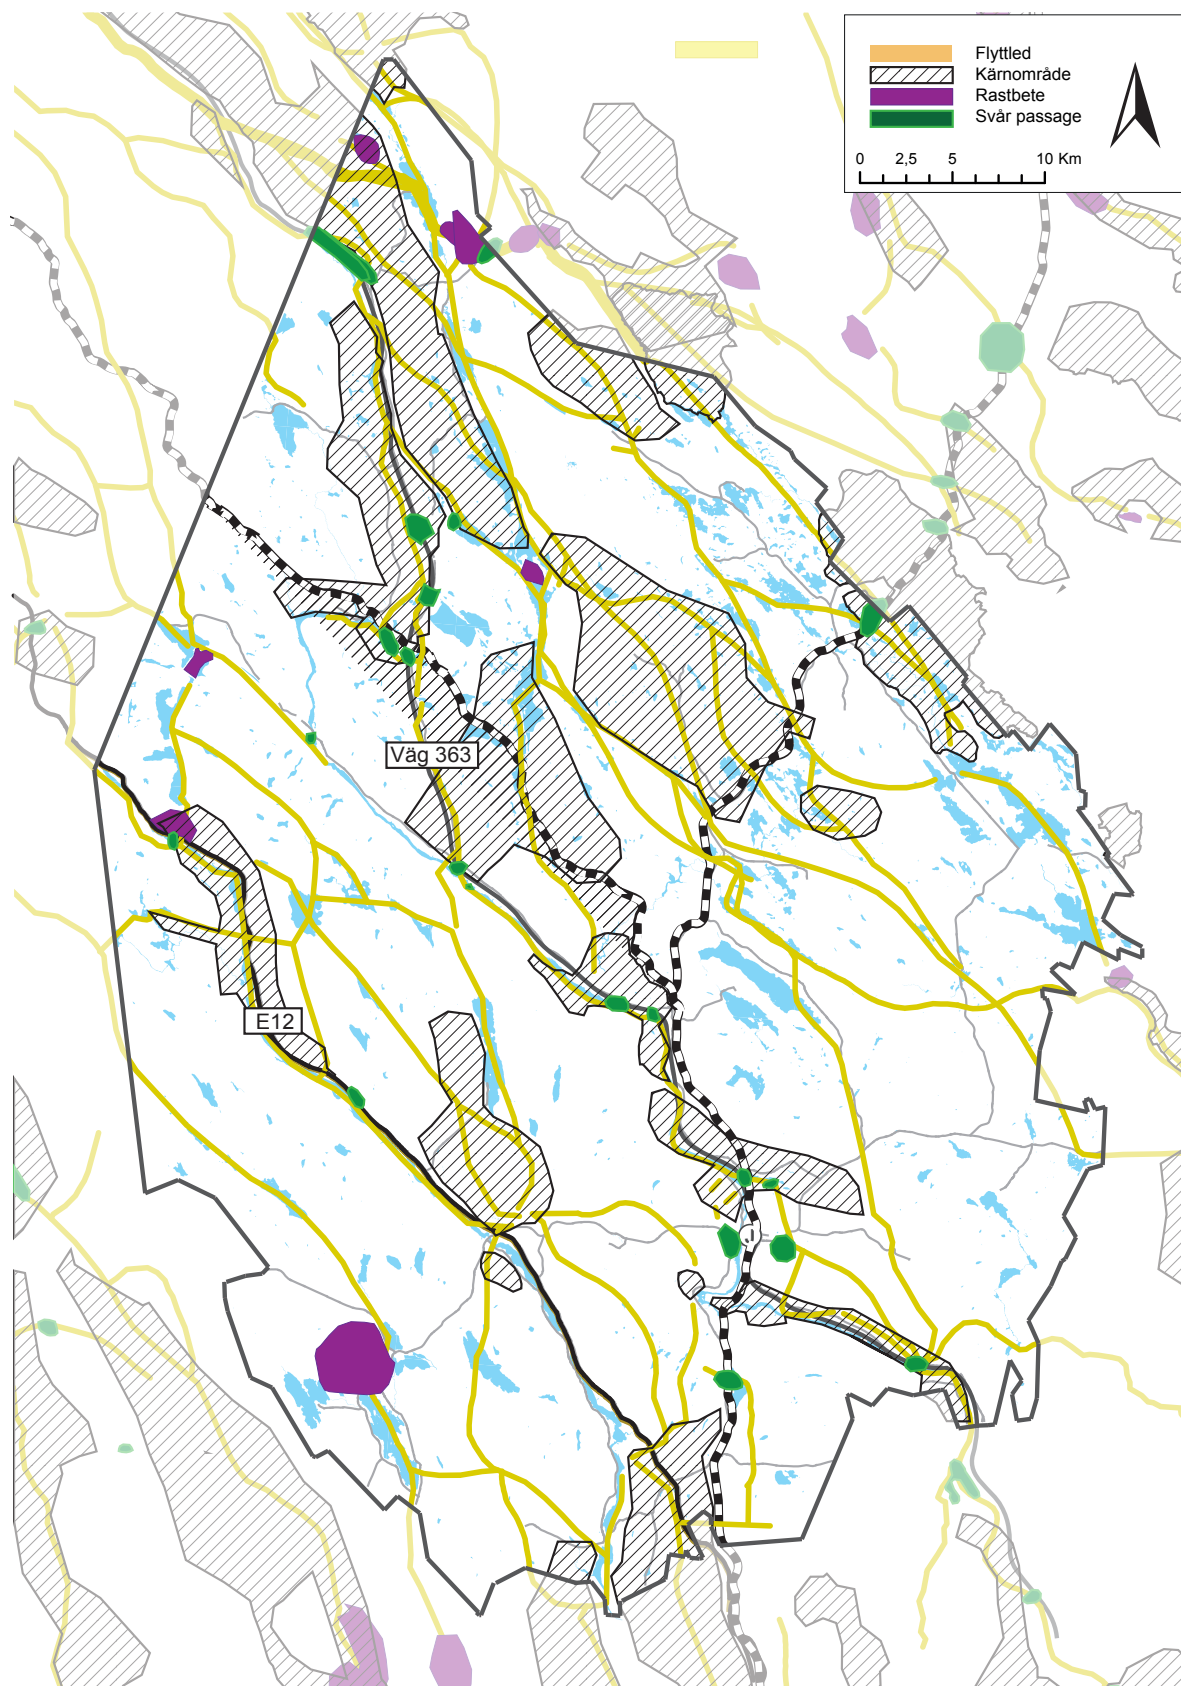 Flyttled
Kärnområde
Rastbete
Svår passage
0 2,5 5 10 Km
Väg 363
E12